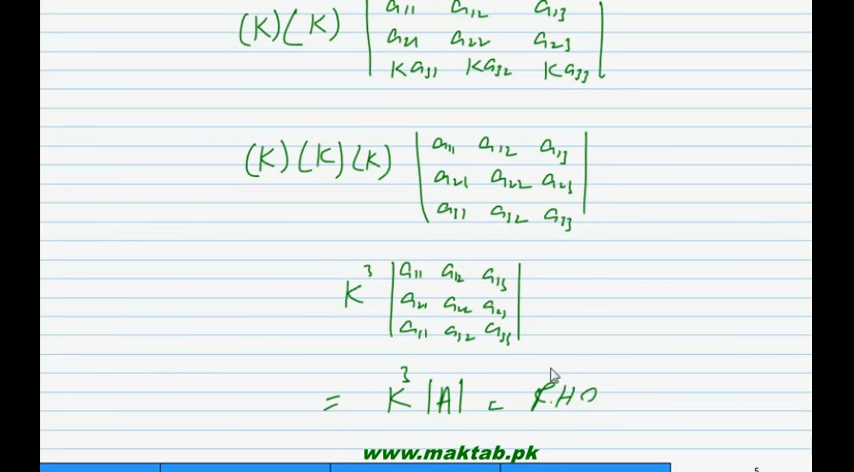 (K)(K) | a11 a12 a13 |
| a21 a22 a23 |
| Ka31 Ka32 Ka33 |
(K)(K)(K) | a11 a12 a13 |
| a21 a22 a23 |
| a31 a32 a33 |
K³ | a11 a12 a13 |
| a21 a22 a23 |
| a31 a32 a33 |
= K³ |A| = R.H.S
www.maktab.pk
5